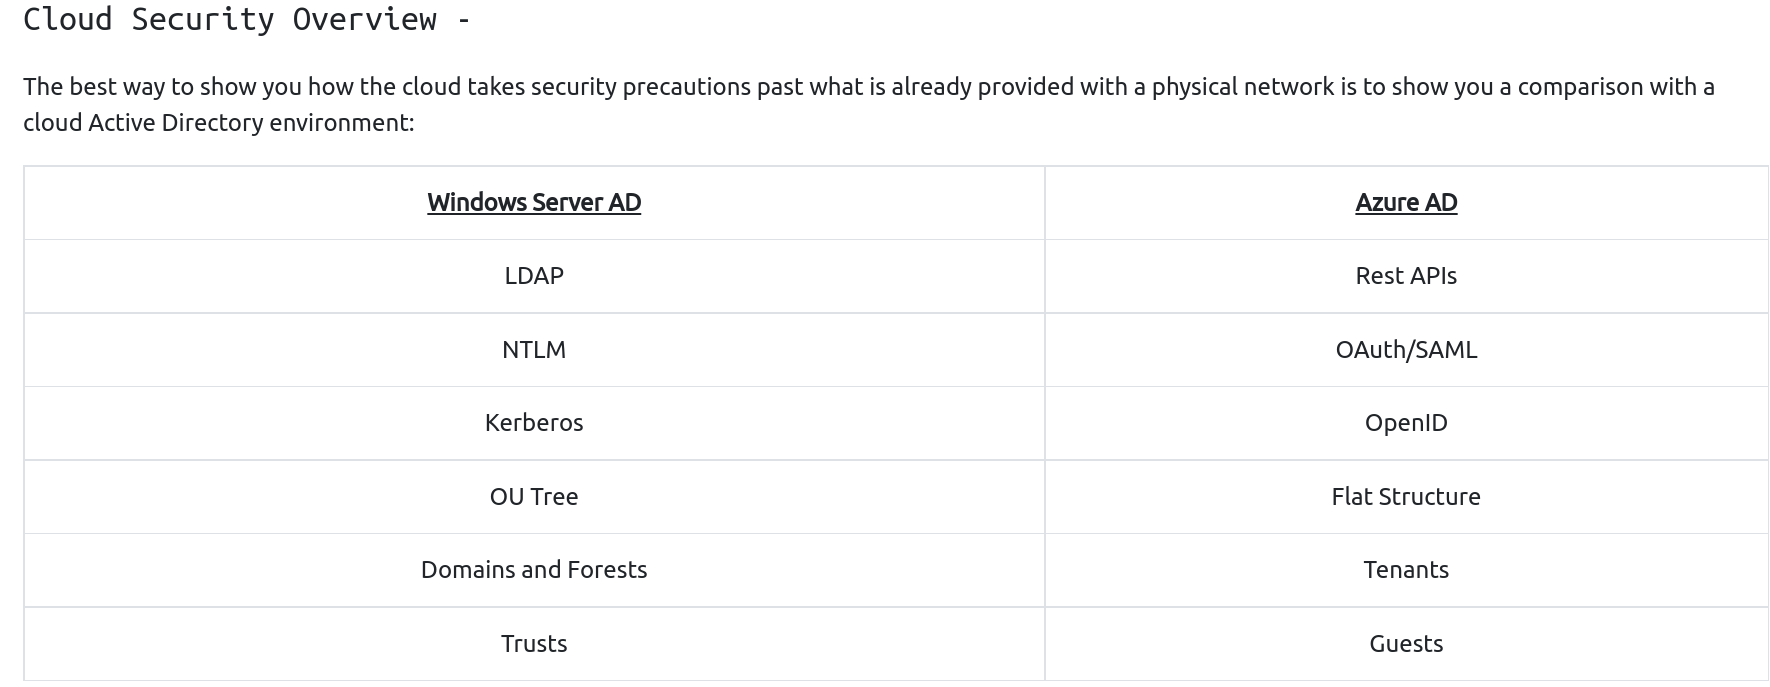 Cloud Security Overview -
The best way to show you how the cloud takes security precautions past what is already provided with a physical network is to show you a comparison with a
cloud Active Directory environment:
Windows Server AD Azure AD
LDAP Rest APIs
NTLM OAuth/SAML
Kerberos OpenID
OU Tree Flat Structure
Domains and Forests Tenants
Trusts Guests